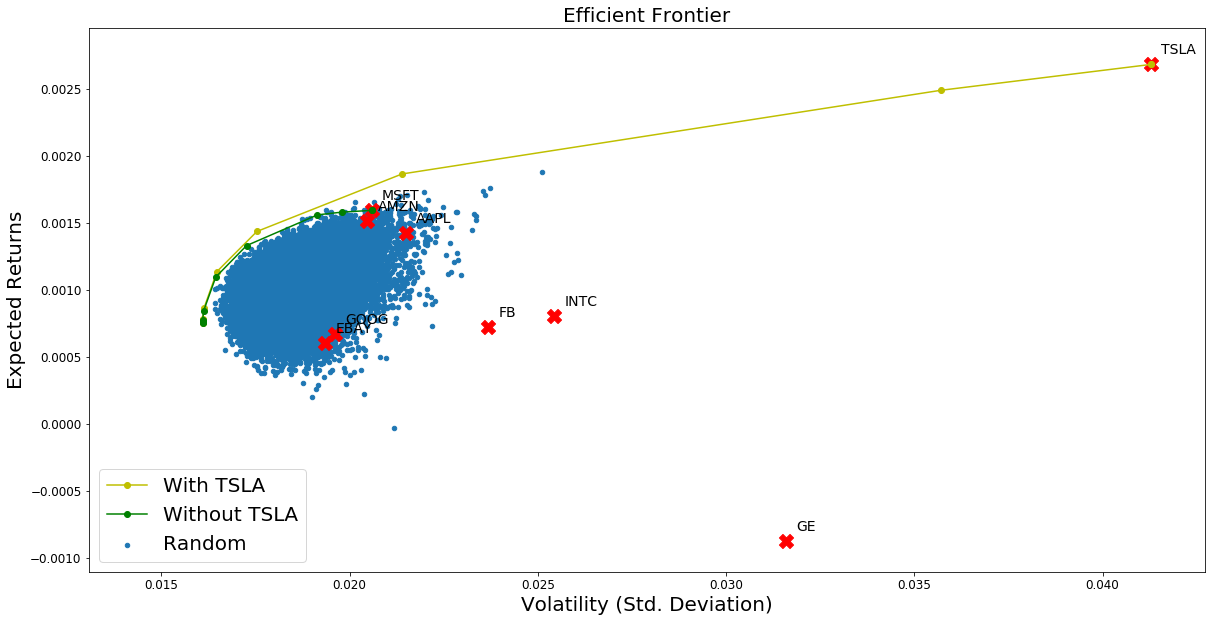 Efficient Frontier
TSLA
0.0025
0.0020
MSFT
AMZN
AAPL
0.0015
Expected Returns
0.0010
INTC
FB
GOOG
EBAY
0.0005
0.0000
With TSLA
−0.0005
Without TSLA
GE
Random
−0.0010
0.015 0.020 0.025 0.030 0.035 0.040
Volatility (Std. Deviation)